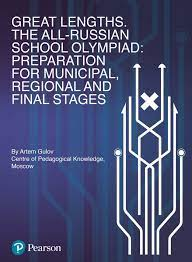 GREAT LENGTHS.
THE ALL-RUSSIAN
SCHOOL OLYMPIAD:
PREPARATION
FOR MUNICIPAL,
REGIONAL AND
FINAL STAGES
By Artem Gulov
Centre of Pedagogical Knowledge,
Moscow
Pearson